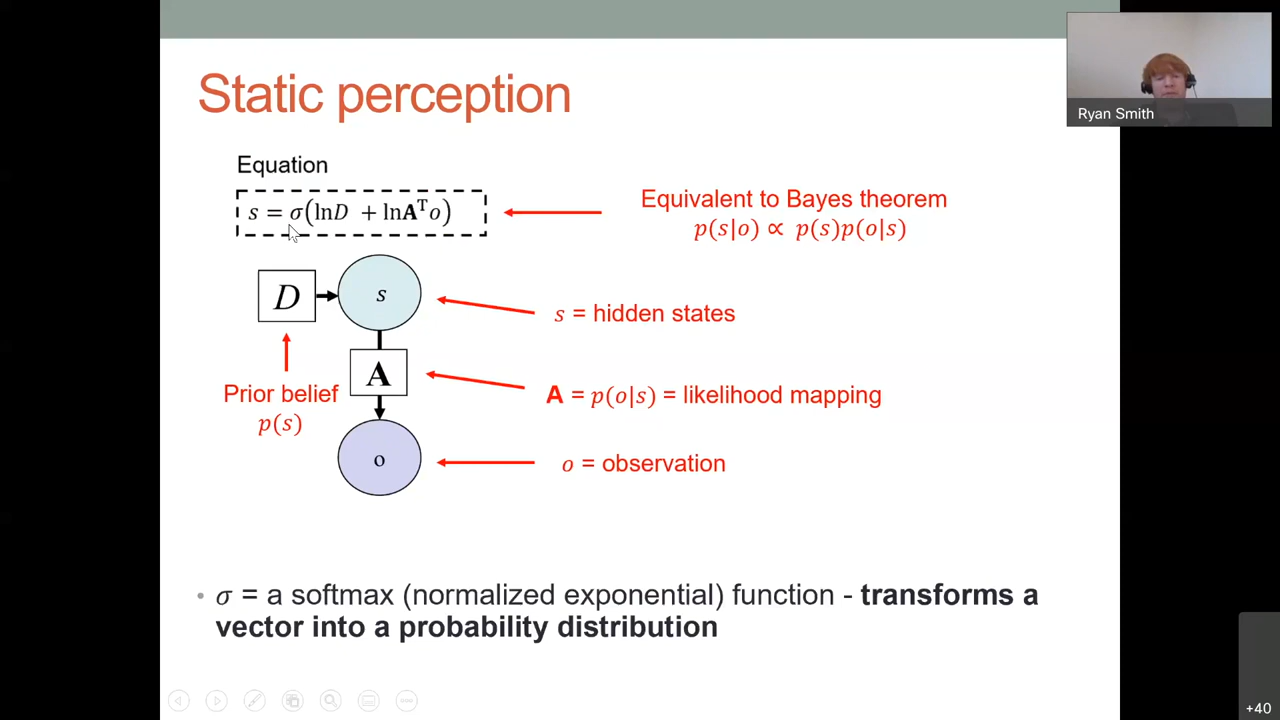 Static perception
Ryan Smith
Equation
s = σ(lnD + ln𝐀ᵀo)
Equivalent to Bayes theorem
p(s|o) ∝ p(s)p(o|s)
D
s
s = hidden states
A
Prior belief
p(s)
A = p(o|s) = likelihood mapping
o
o = observation
• σ = a softmax (normalized exponential) function - transforms a
vector into a probability distribution
+40